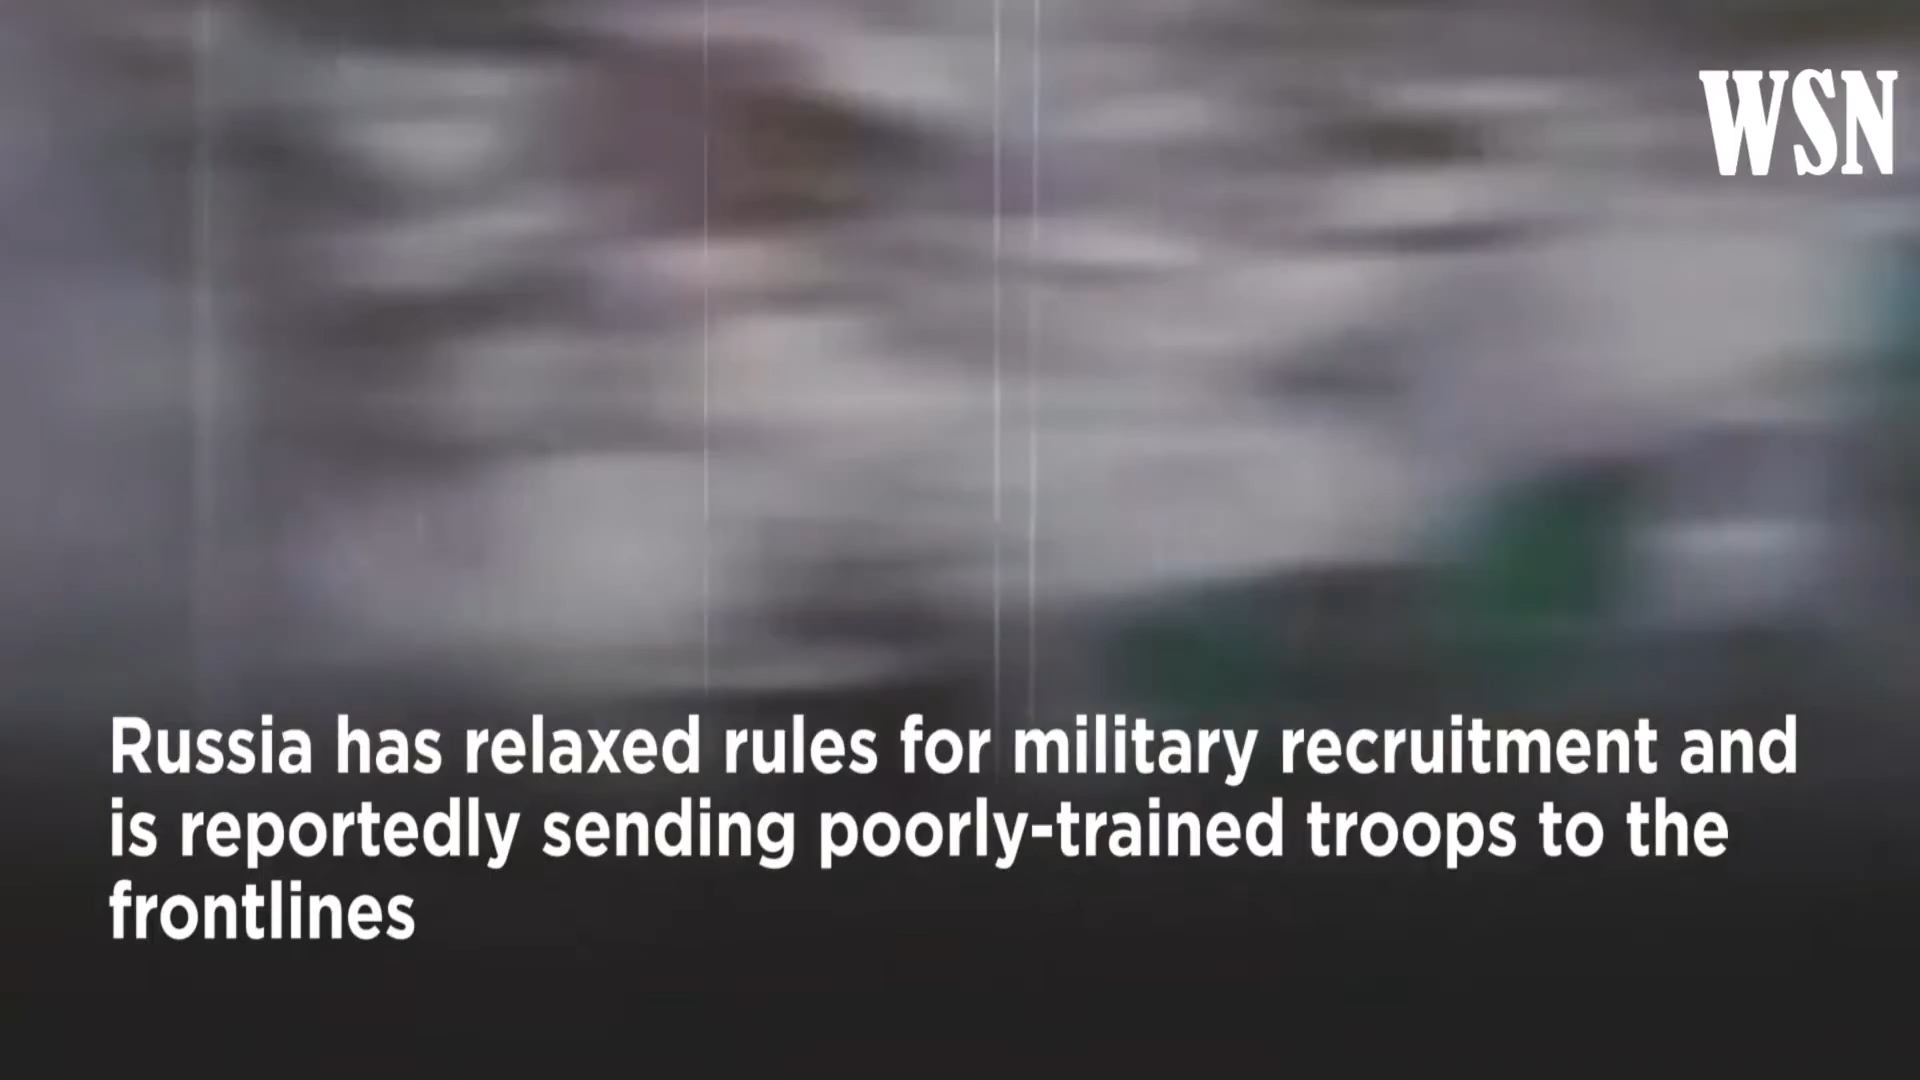 WSN
Russia has relaxed rules for military recruitment and
is reportedly sending poorly-trained troops to the
frontlines